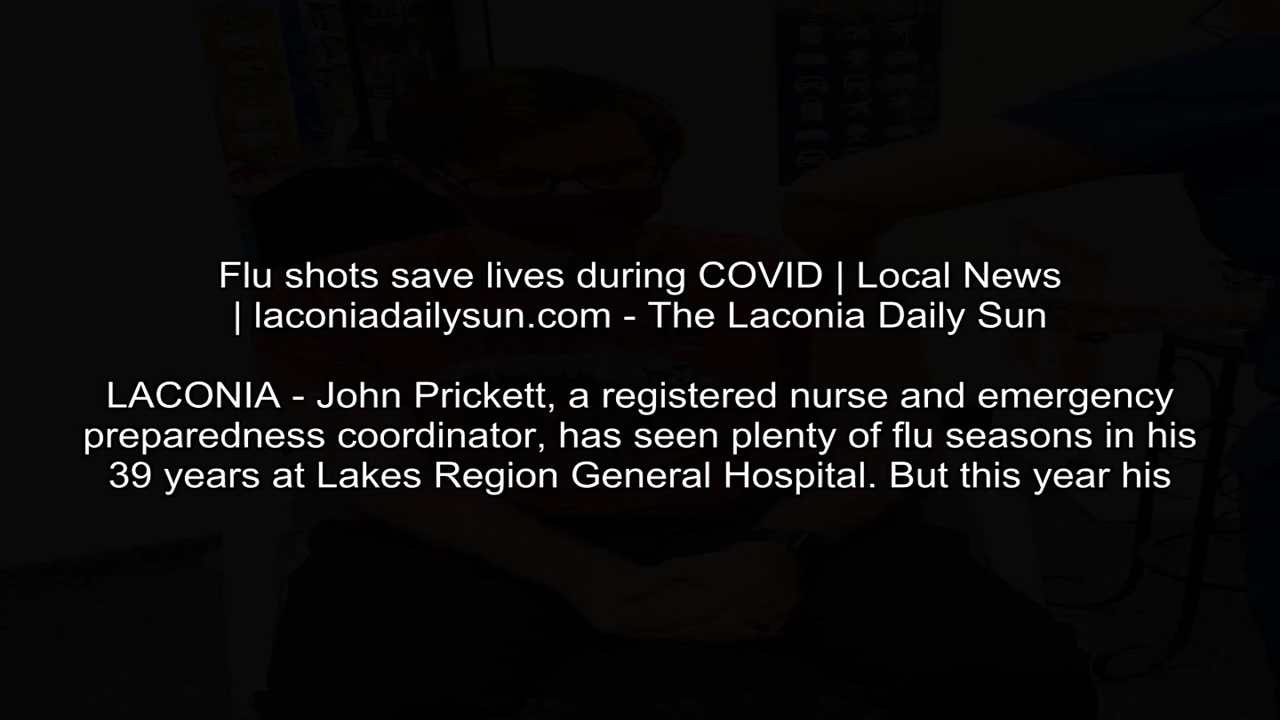 Flu shots save lives during COVID | Local News
| laconiadailysun.com - The Laconia Daily Sun
LACONIA - John Prickett, a registered nurse and emergency
preparedness coordinator, has seen plenty of flu seasons in his
39 years at Lakes Region General Hospital. But this year his